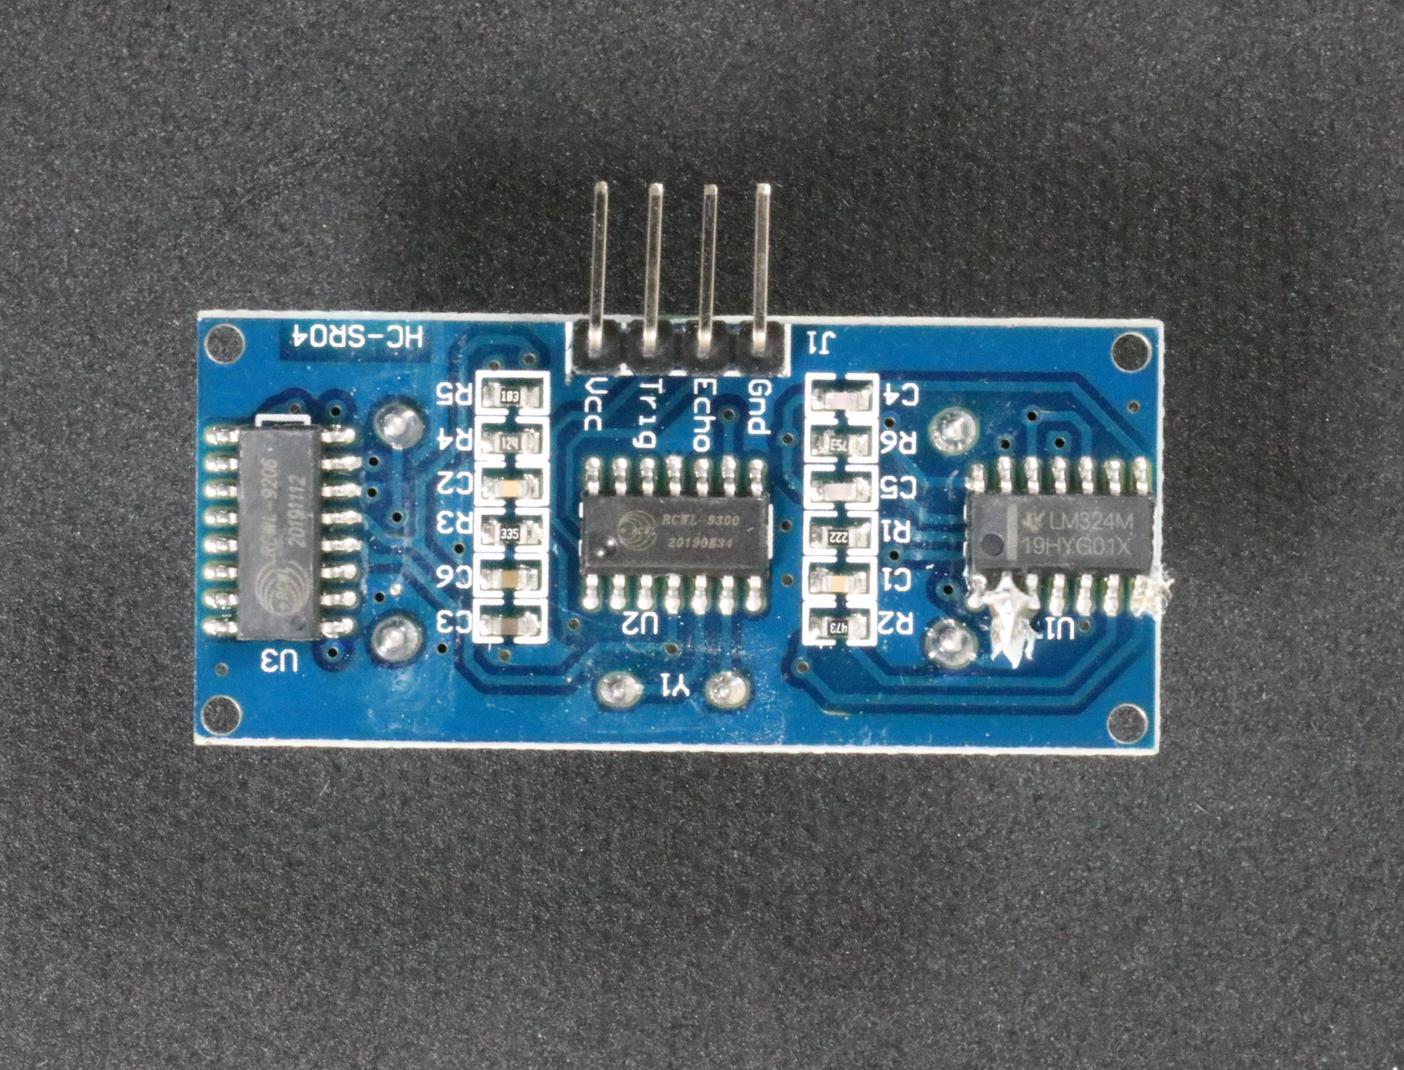 HC-SR04
J1
Vcc
Trig
Echo
Gnd
R5
103
R4
124
C2
R3
335
C6
C3
C4
R6
C5
R1
222
C1
R2
473
RCWL-9206
20191112
U3
RCWL-9300
U2
LM324M
19HYG01X
U1
Y1